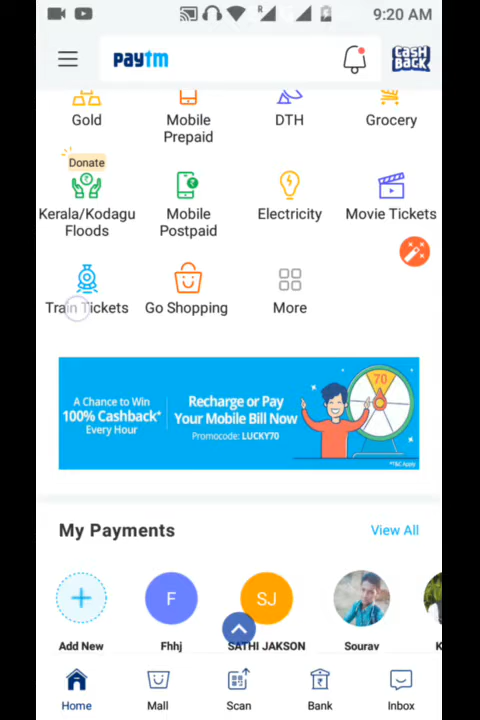 9:20 AM
paytm
CASH
BACK
Gold
Mobile
Prepaid
DTH
Grocery
Donate
Kerala/Kodagu
Floods
Mobile
Postpaid
Electricity
Movie Tickets
Train Tickets
Go Shopping
More
A Chance to Win
100% Cashback*
Every Hour
Recharge or Pay
Your Mobile Bill Now
Promocode: LUCKY70
70
*T&C Apply
My Payments
View All
F
SJ
Add New
Fhhj
SATHI JAKSON
Sourav
K
Home
Mall
Scan
Bank
Inbox